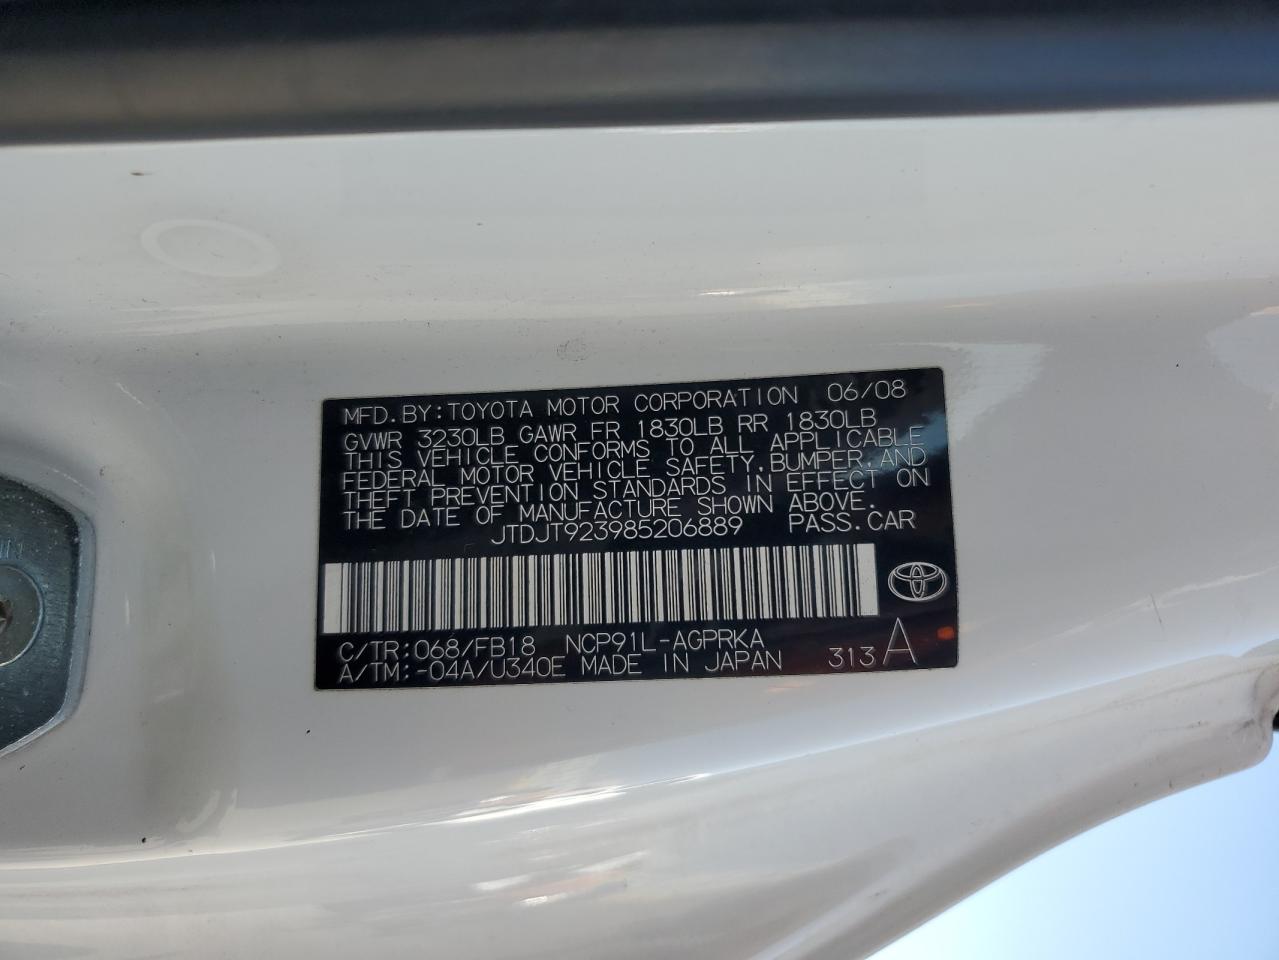 MFD.BY:TOYOTA MOTOR CORPORATION 06/08
GVWR 3230LB GAWR FR 1830LB RR 1830LB
THIS VEHICLE CONFORMS TO ALL APPLICABLE
FEDERAL MOTOR VEHICLE SAFETY,BUMPER,AND
THEFT PREVENTION STANDARDS IN EFFECT ON
THE DATE OF MANUFACTURE SHOWN ABOVE.
JTDJT923985206889 PASS.CAR
C/TR:068/FB18 NCP91L-AGPRKA
A/TM:-04A/U340E MADE IN JAPAN 313A